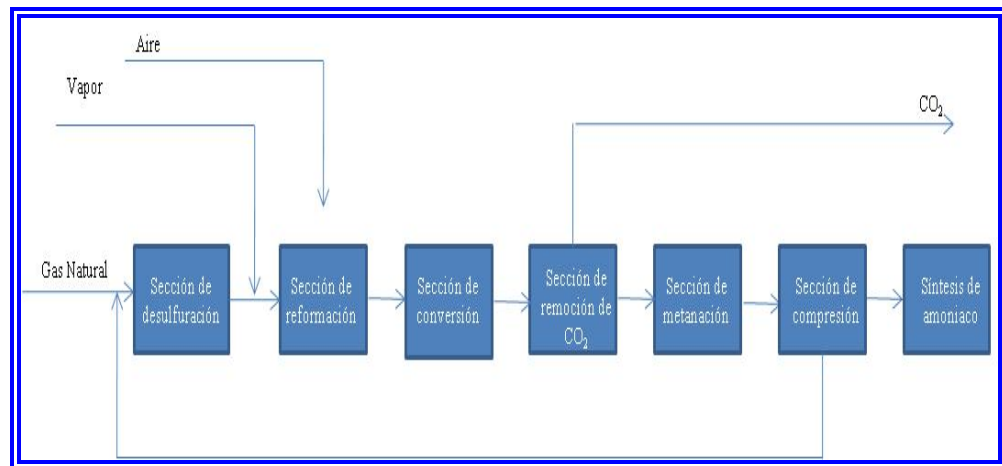 Aire
Vapor
CO₂
Gas Natural
Sección de
desulfuración
Sección de
reformación
Sección de
conversión
Sección de
remoción de
CO₂
Sección de
metanación
Sección de
compresión
Síntesis de
amoniaco